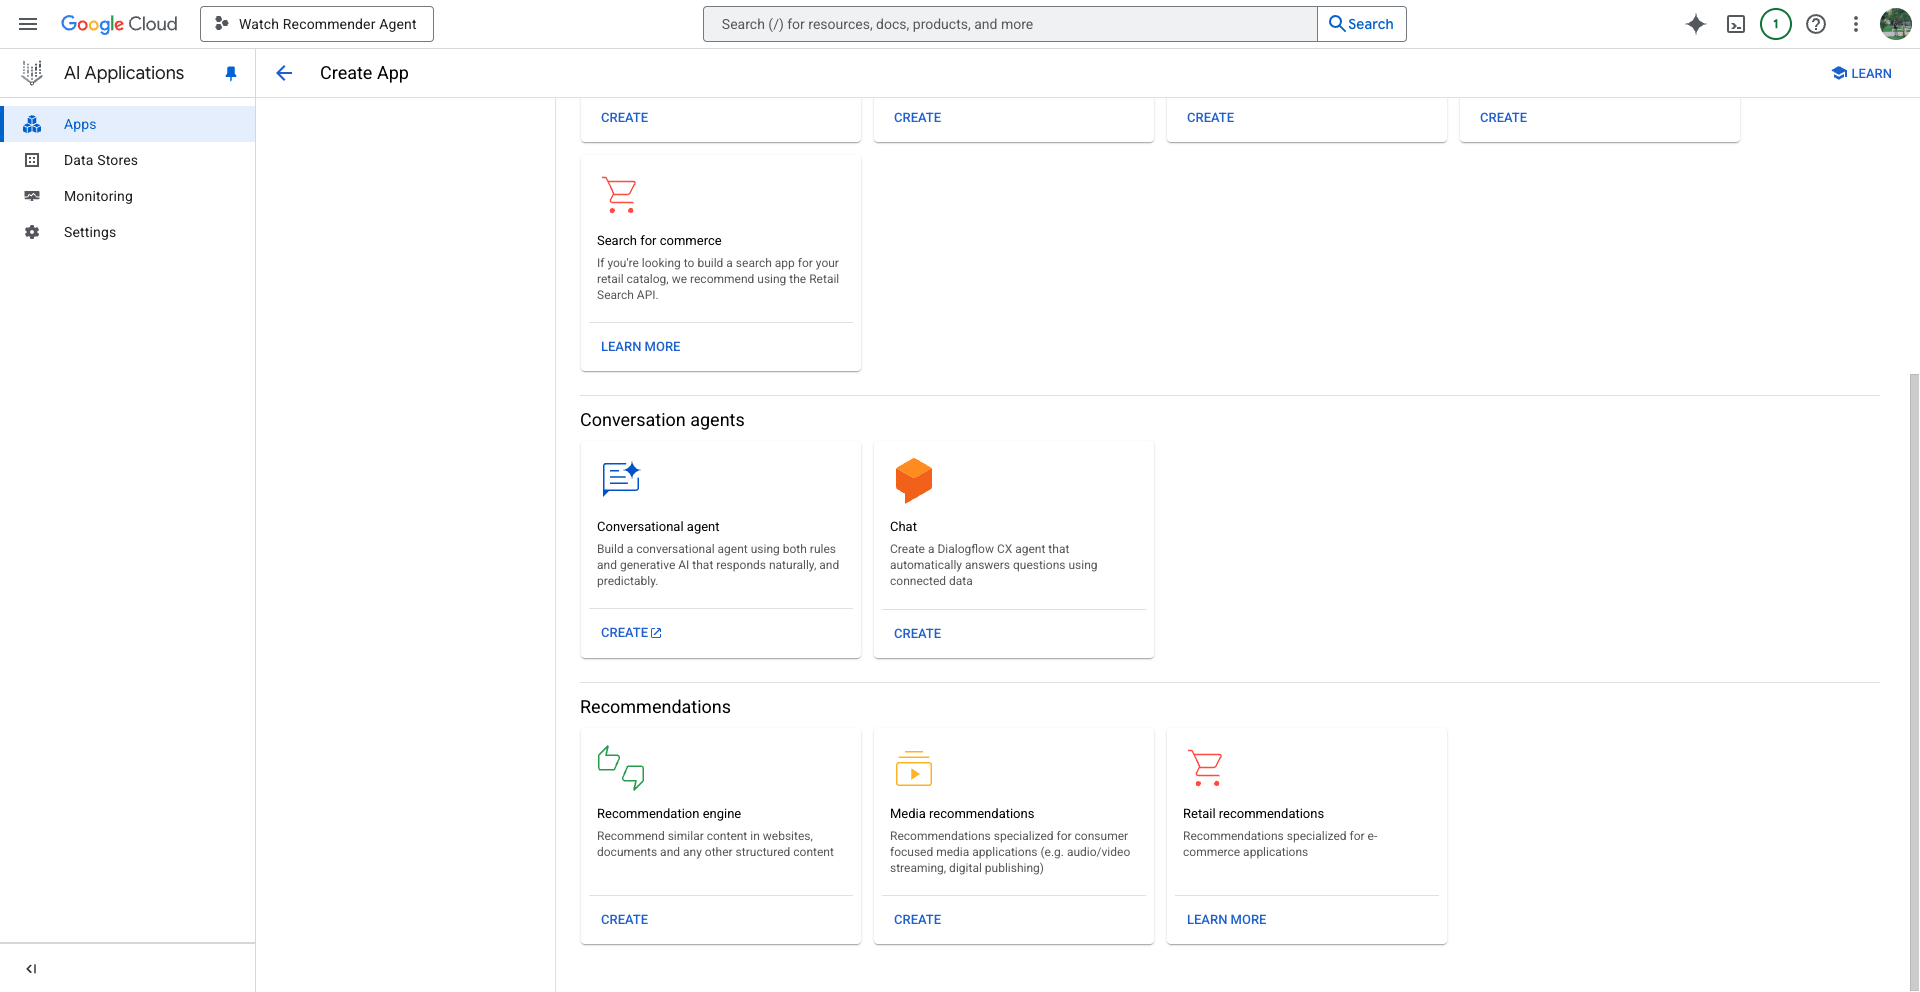 Google Cloud
Watch Recommender Agent
Search (/) for resources, docs, products, and more
Search
1
AI Applications
Create App
LEARN
Apps
Data Stores
Monitoring
Settings
CREATE
CREATE
CREATE
CREATE
Search for commerce
If you're looking to build a search app for your
retail catalog, we recommend using the Retail
Search API.
LEARN MORE
Conversation agents
Conversational agent
Build a conversational agent using both rules
and generative AI that responds naturally, and
predictably.
CREATE
Chat
Create a Dialogflow CX agent that
automatically answers questions using
connected data
CREATE
Recommendations
Recommendation engine
Recommend similar content in websites,
documents and any other structured content
CREATE
Media recommendations
Recommendations specialized for consumer
focused media applications (e.g. audio/video
streaming, digital publishing)
CREATE
Retail recommendations
Recommendations specialized for e-
commerce applications
LEARN MORE